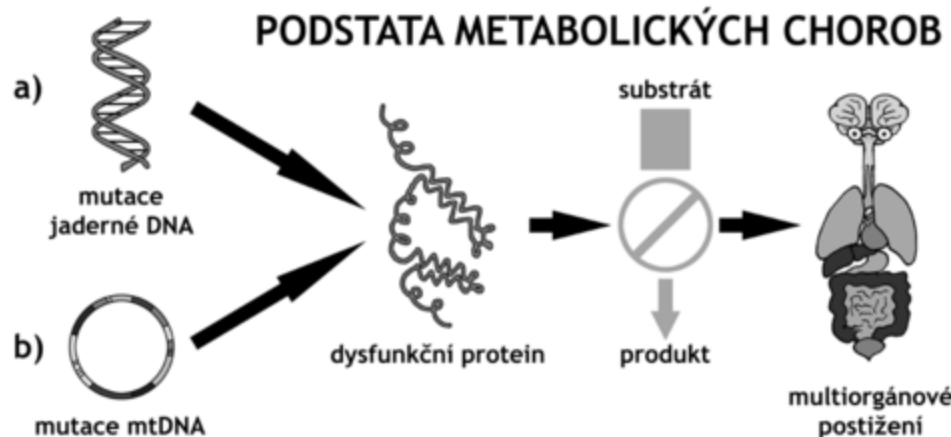 PODSTATA METABOLICKÝCH CHOROB
a)
mutace
jaderné DNA
b)
mutace mtDNA
dysfunkční protein
substrát
produkt
multiorgánové
postižení